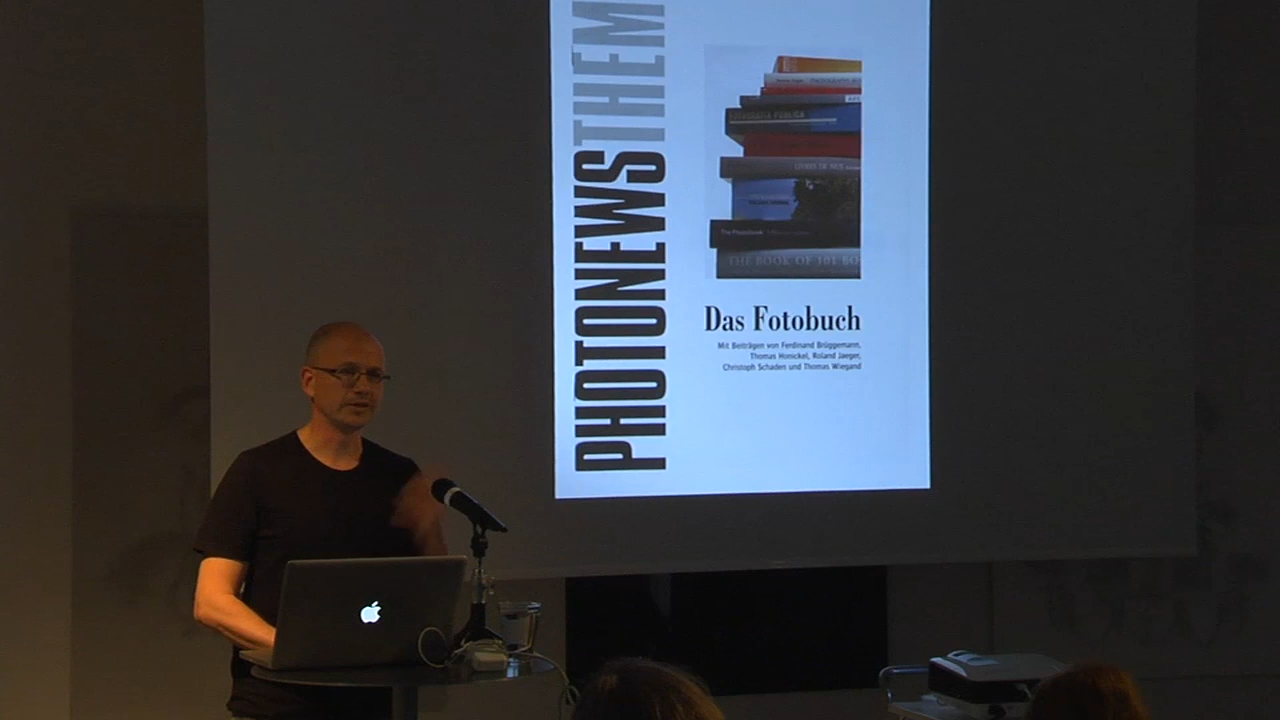 PHOTONEWSTHEM
FOTOGRAFIA PÚBLICA
THE BOOK OF 101 BO
Das Fotobuch
Mit Beiträgen von Ferdinand Brüggemann,
Thomas Honickel, Roland Jaeger,
Christoph Schaden und Thomas Wiegand